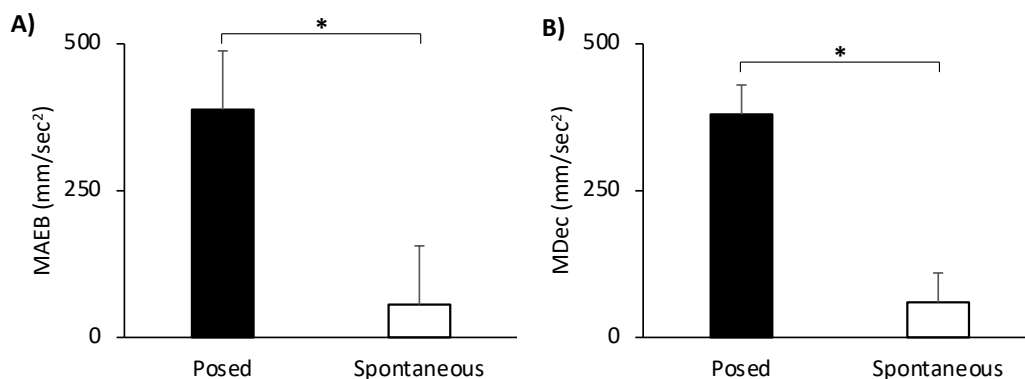 A)
500
*
MAEB (mm/sec²)
250
0
Posed Spontaneous
B)
500
*
MDec (mm/sec²)
250
0
Posed Spontaneous